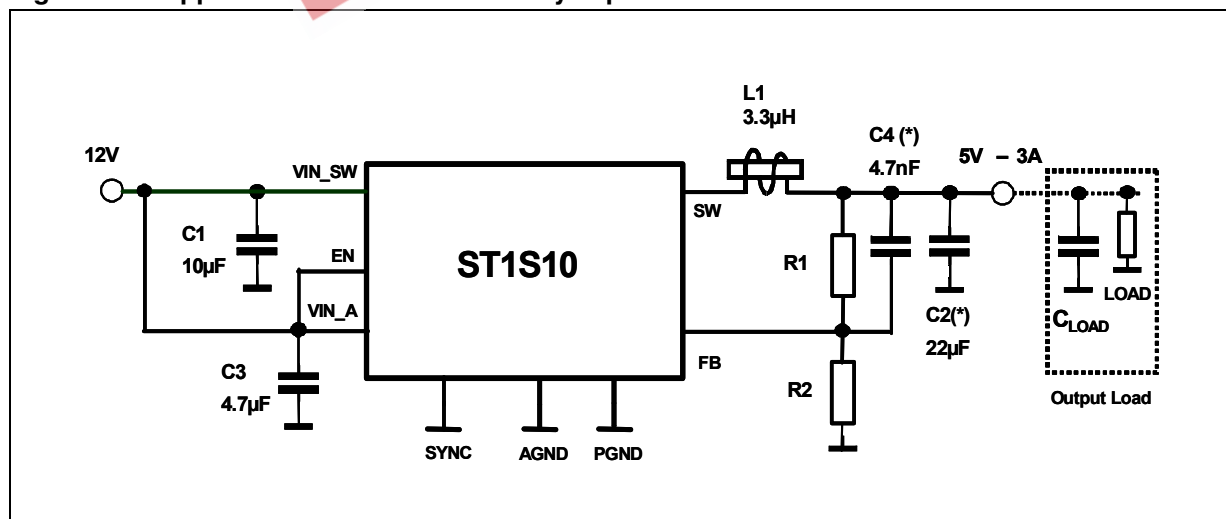 12V
VIN_SW
C1
10µF
EN
VIN_A
C3
4.7µF
ST1S10
SYNC
AGND
PGND
SW
FB
L1
3.3µH
C4 (*)
4.7nF
R1
R2
C2(*)
22µF
5V – 3A
CLOAD
LOAD
Output Load